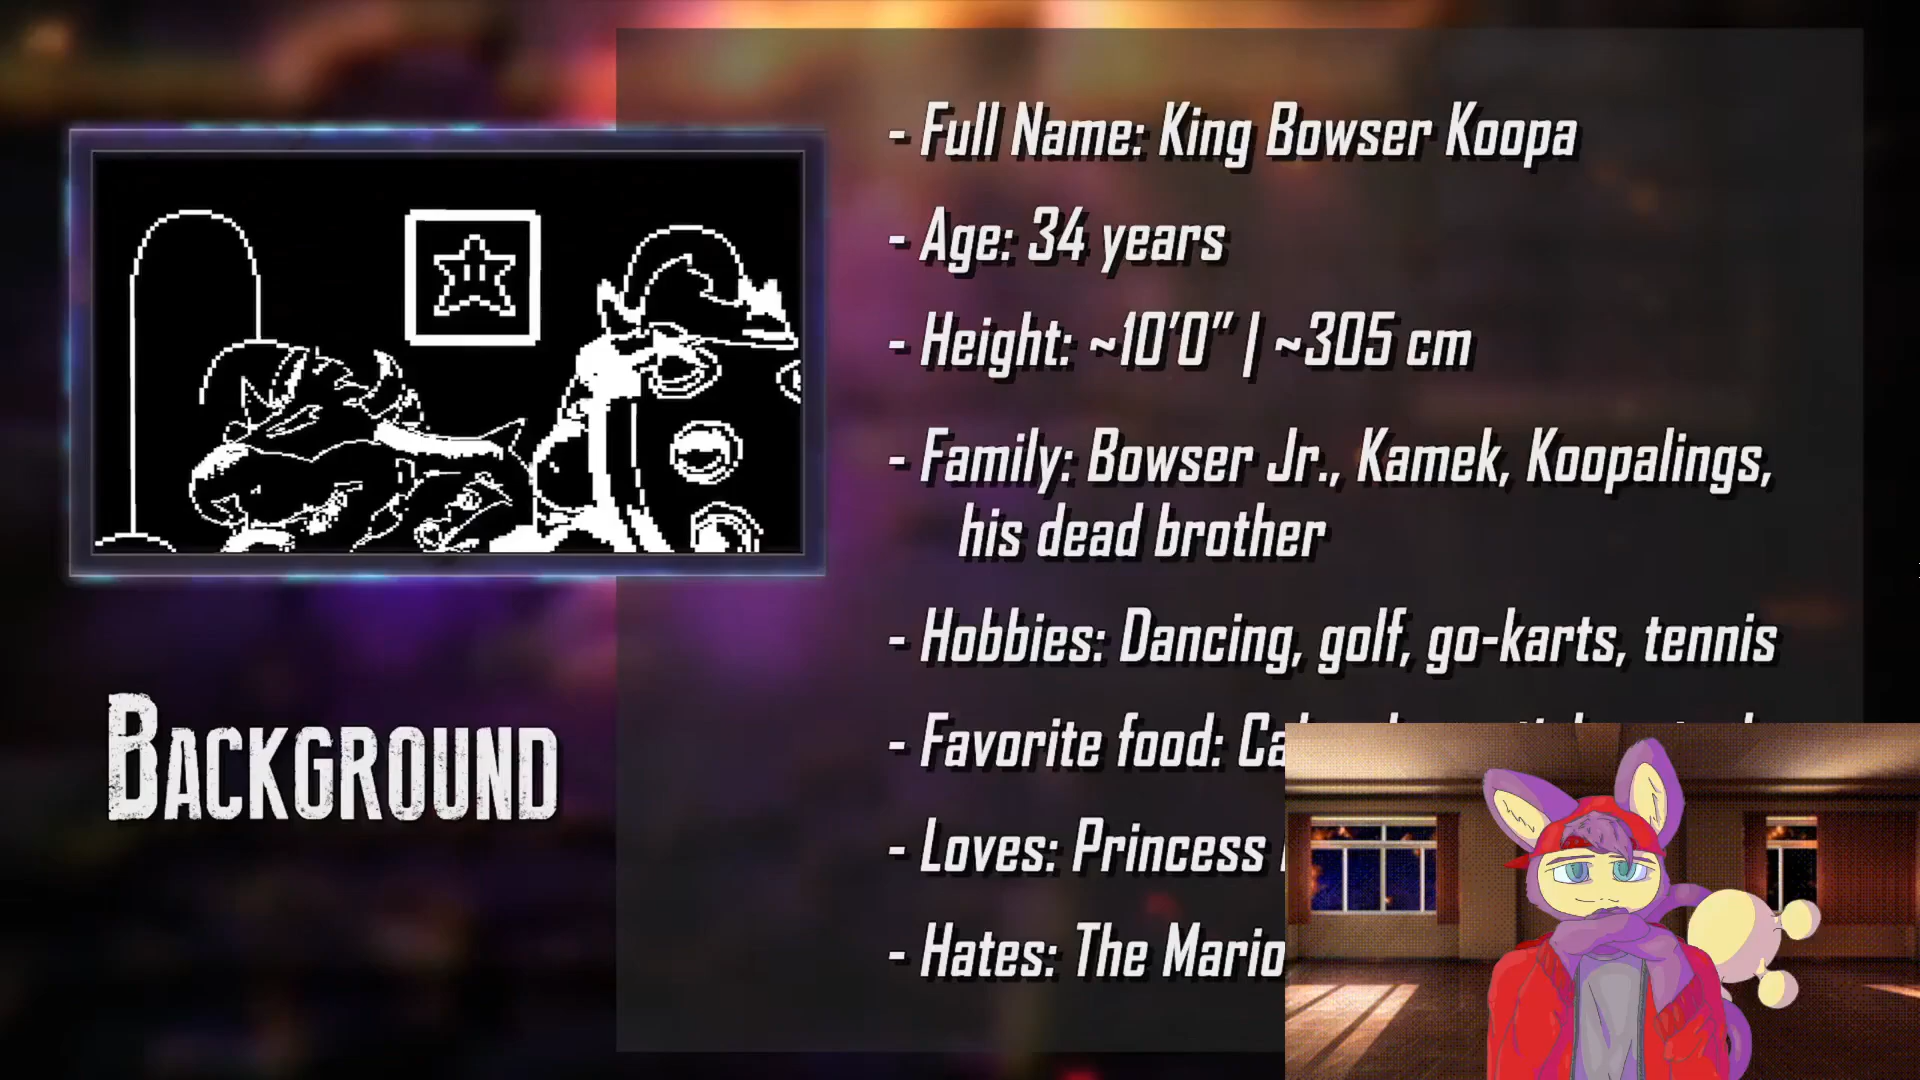 - Full Name: King Bowser Koopa
- Age: 34 years
- Height: ~10'0" | ~305 cm
- Family: Bowser Jr., Kamek, Koopalings,
his dead brother
- Hobbies: Dancing, golf, go-karts, tennis
- Favorite food:
- Loves: Princess
- Hates: The Mario
BACKGROUND